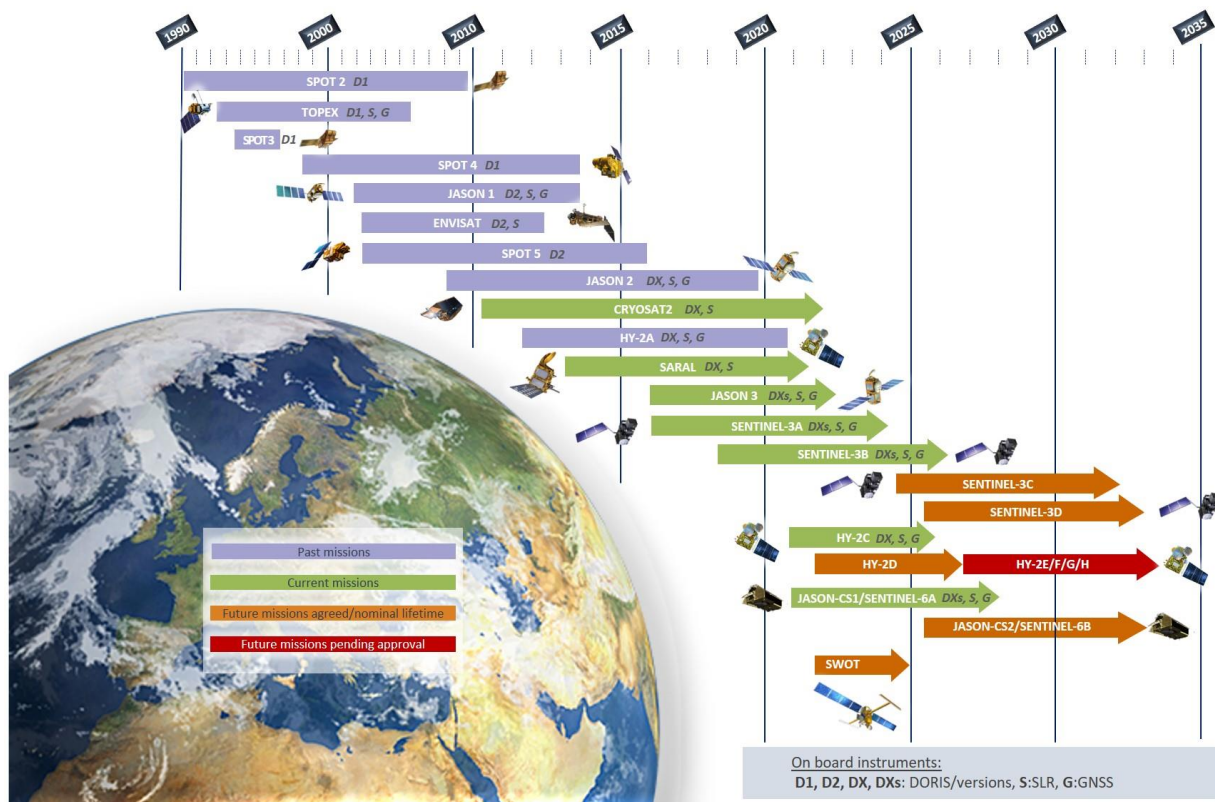 1990 2000 2010 2015 2020 2025 2030 2035
SPOT 2 D1
TOPEX D1, S, G
SPOT3 D1
SPOT 4 D1
JASON 1 D2, S, G
ENVISAT D2, S
SPOT 5 D2
JASON 2 DX, S, G
CRYOSAT2 DX, S
HY-2A DX, S, G
SARAL DX, S
JASON 3 DXs, S, G
SENTINEL-3A DXs, S, G
SENTINEL-3B DXs, S, G
SENTINEL-3C
SENTINEL-3D
HY-2C DX, S, G
HY-2D HY-2E/F/G/H
JASON-CS1/SENTINEL-6A DXs, S, G
JASON-CS2/SENTINEL-6B
SWOT
Past missions
Current missions
Future missions agreed/nominal lifetime
Future missions pending approval
On board instruments:
D1, D2, DX, DXs: DORIS/versions, S:SLR, G:GNSS